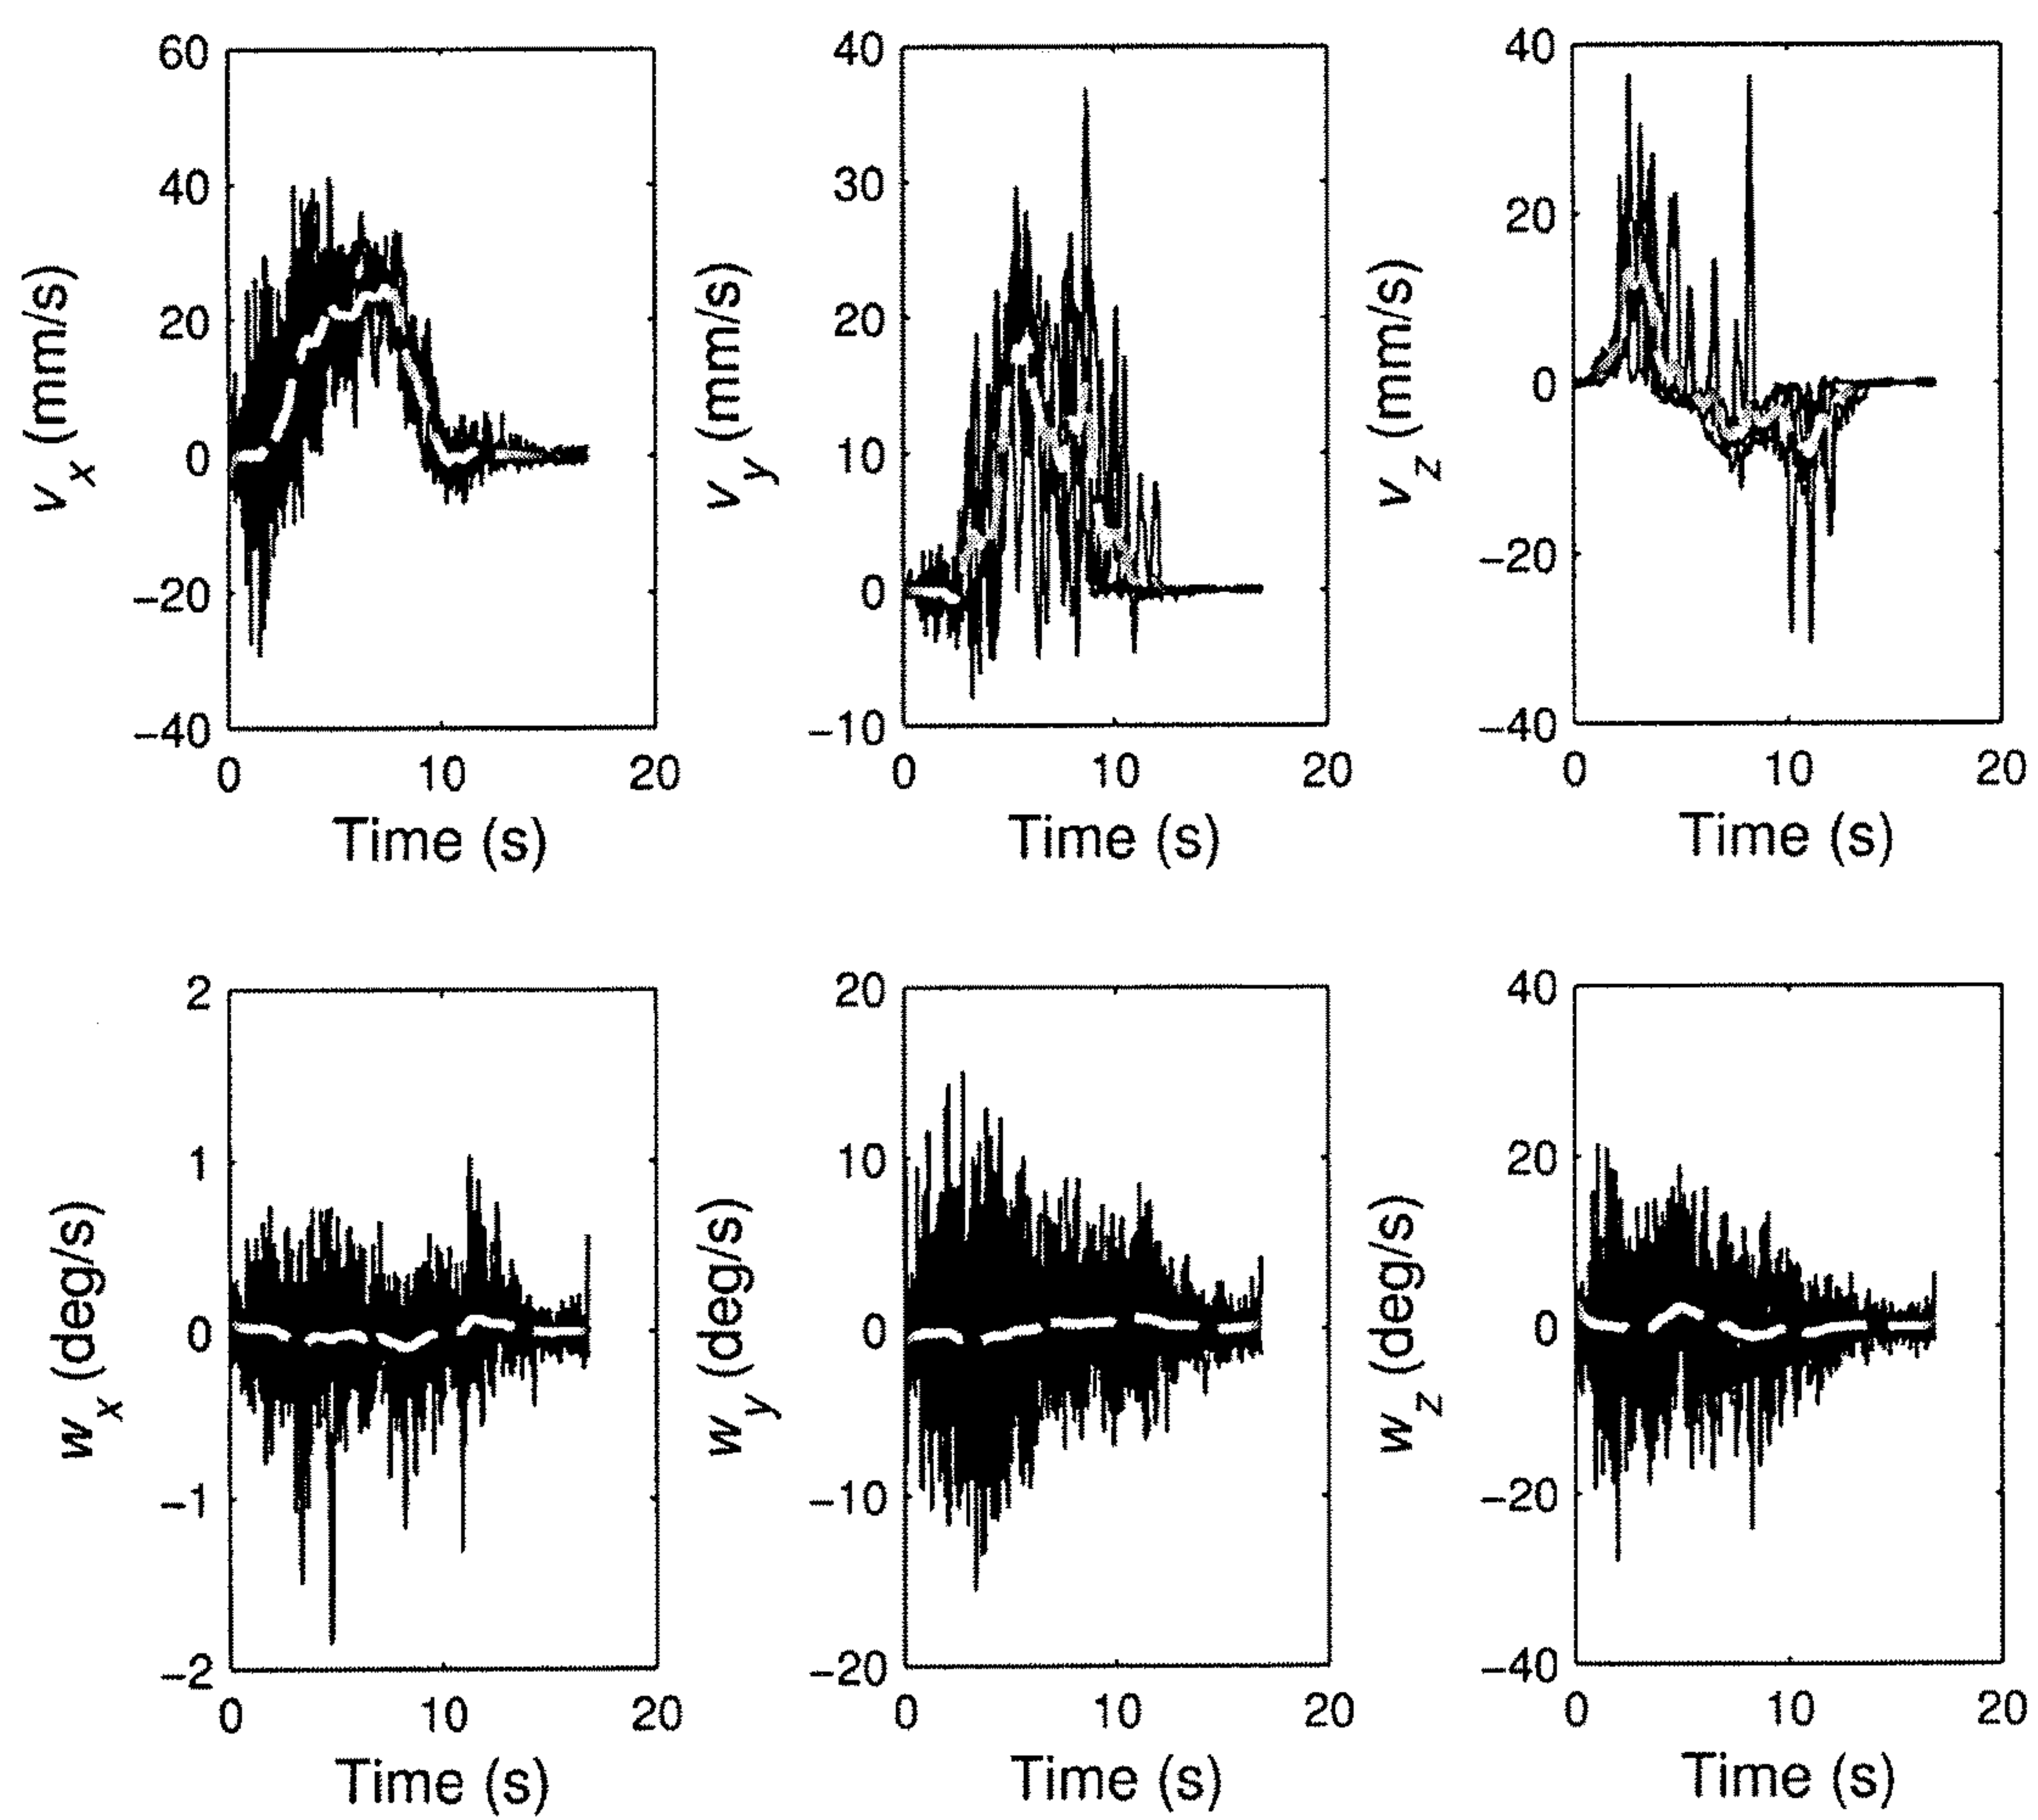 60
40
20
0
−20
−40
0 10 20
Time (s)
v_x (mm/s)
40
30
20
10
0
−10
0 10 20
Time (s)
v_y (mm/s)
40
20
0
−20
−40
0 10 20
Time (s)
v_z (mm/s)
2
1
0
−1
−2
0 10 20
Time (s)
w_x (deg/s)
20
10
0
−10
−20
0 10 20
Time (s)
w_y (deg/s)
40
20
0
−20
−40
0 10 20
Time (s)
w_z (deg/s)